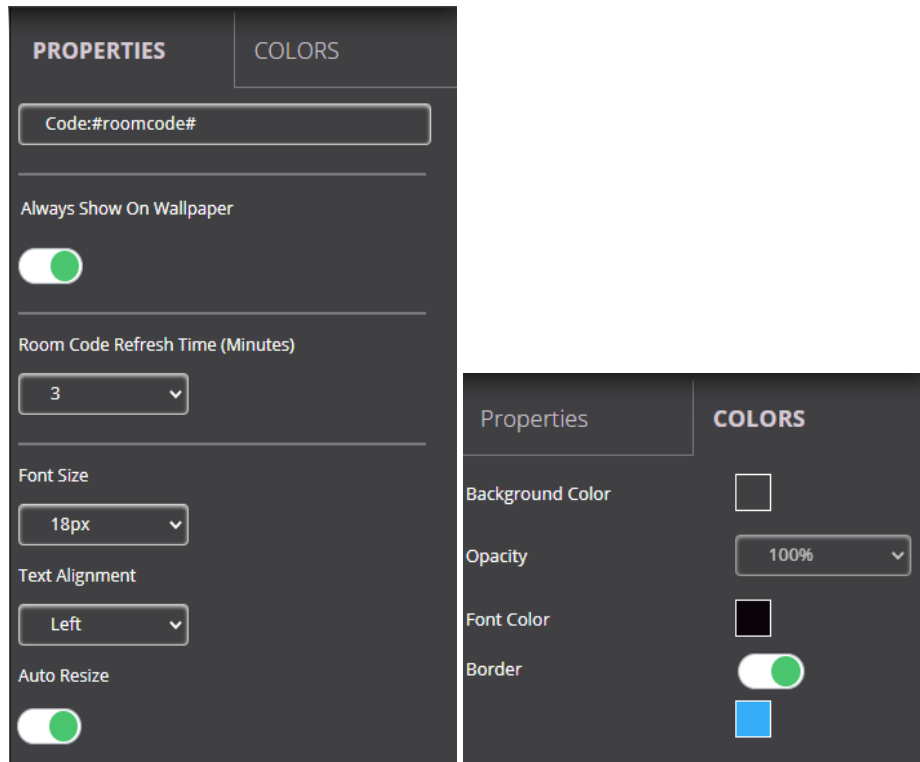 PROPERTIES COLORS
Code:#roomcode#
Always Show On Wallpaper
Room Code Refresh Time (Minutes)
3
Font Size
18px
Text Alignment
Left
Auto Resize
Properties COLORS
Background Color
Opacity 100%
Font Color
Border